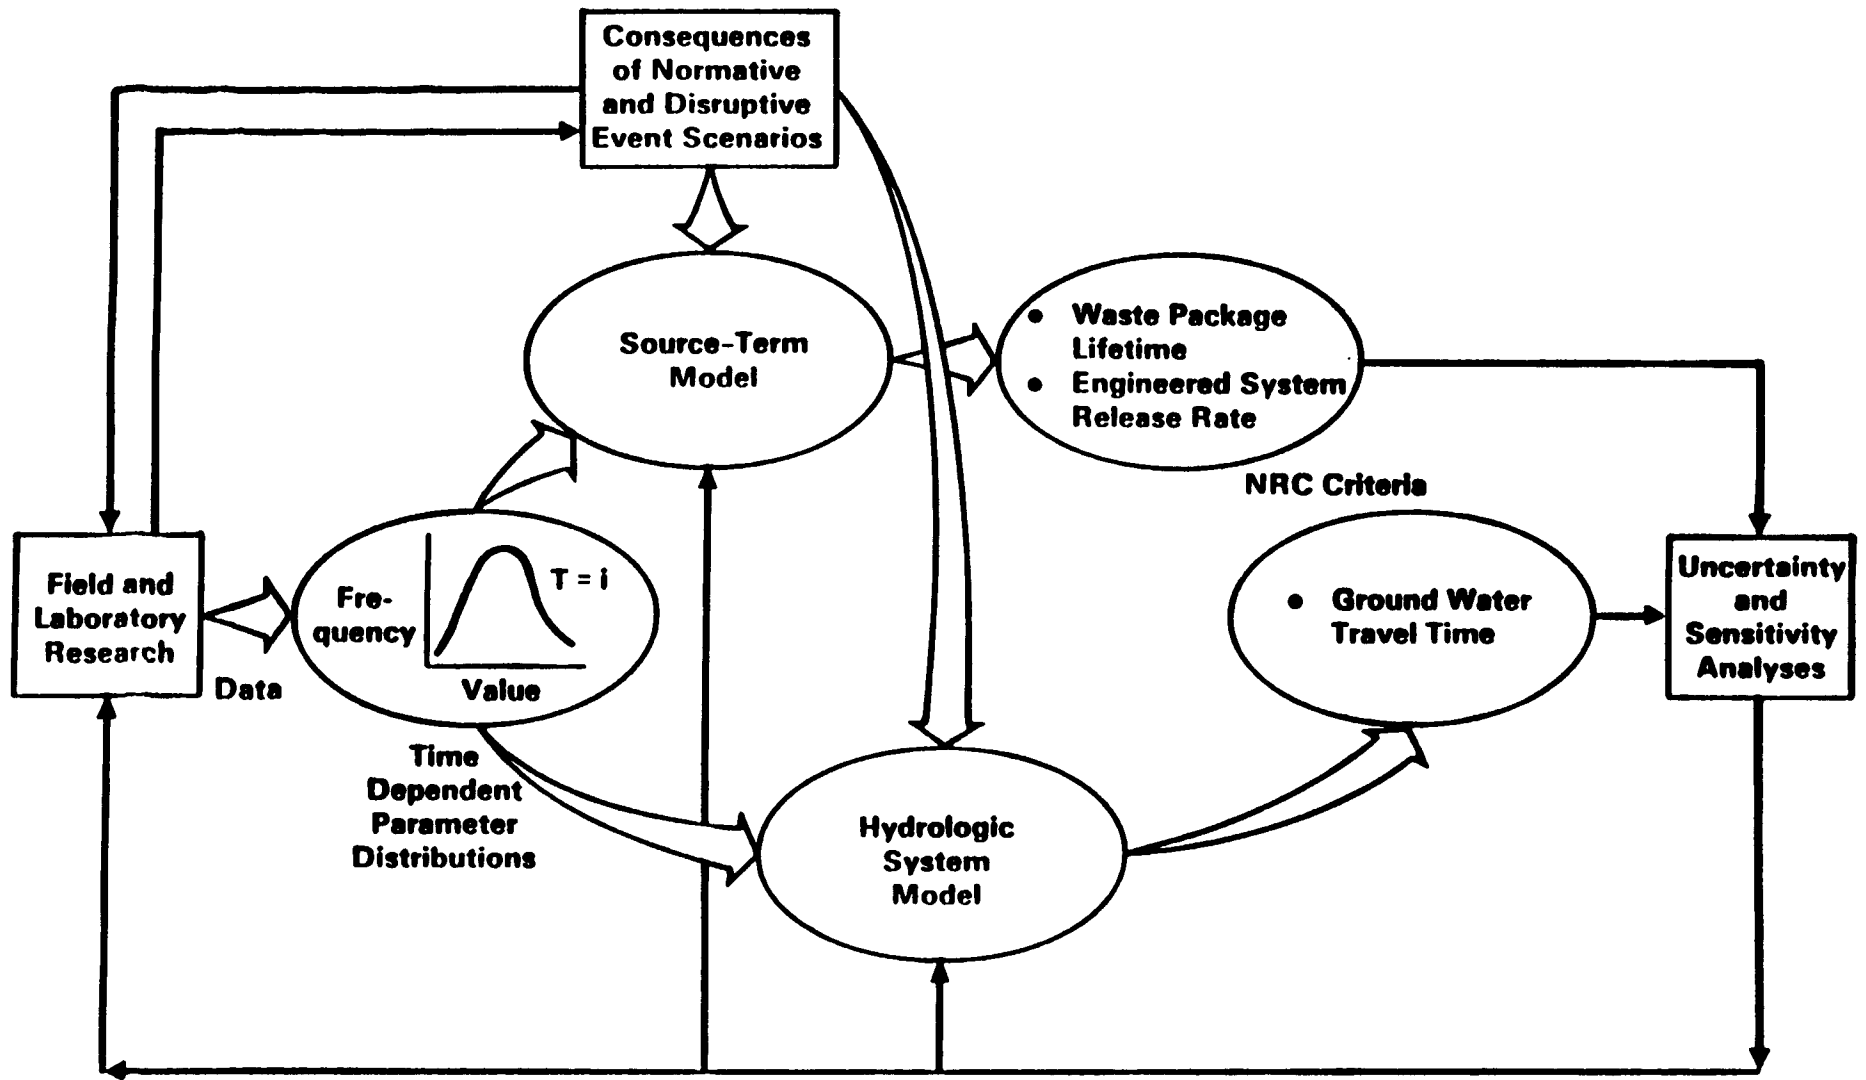 Consequences
of Normative
and Disruptive
Event Scenarios
Source-Term
Model
• Waste Package
Lifetime
• Engineered System
Release Rate
NRC Criteria
Field and
Laboratory
Research
Data
Fre-
quency
T = i
Value
Time
Dependent
Parameter
Distributions
• Ground Water
Travel Time
Uncertainty
and
Sensitivity
Analyses
Hydrologic
System
Model